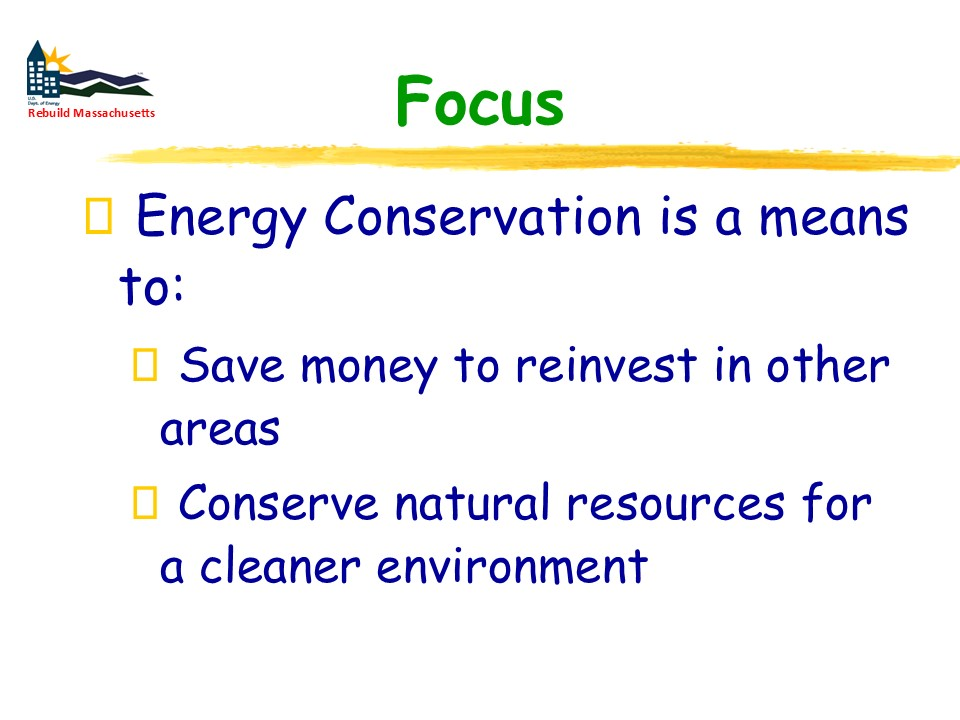 U.S.
Dept. of Energy
Rebuild Massachusetts
Focus
Energy Conservation is a means
to:
Save money to reinvest in other
areas
Conserve natural resources for
a cleaner environment